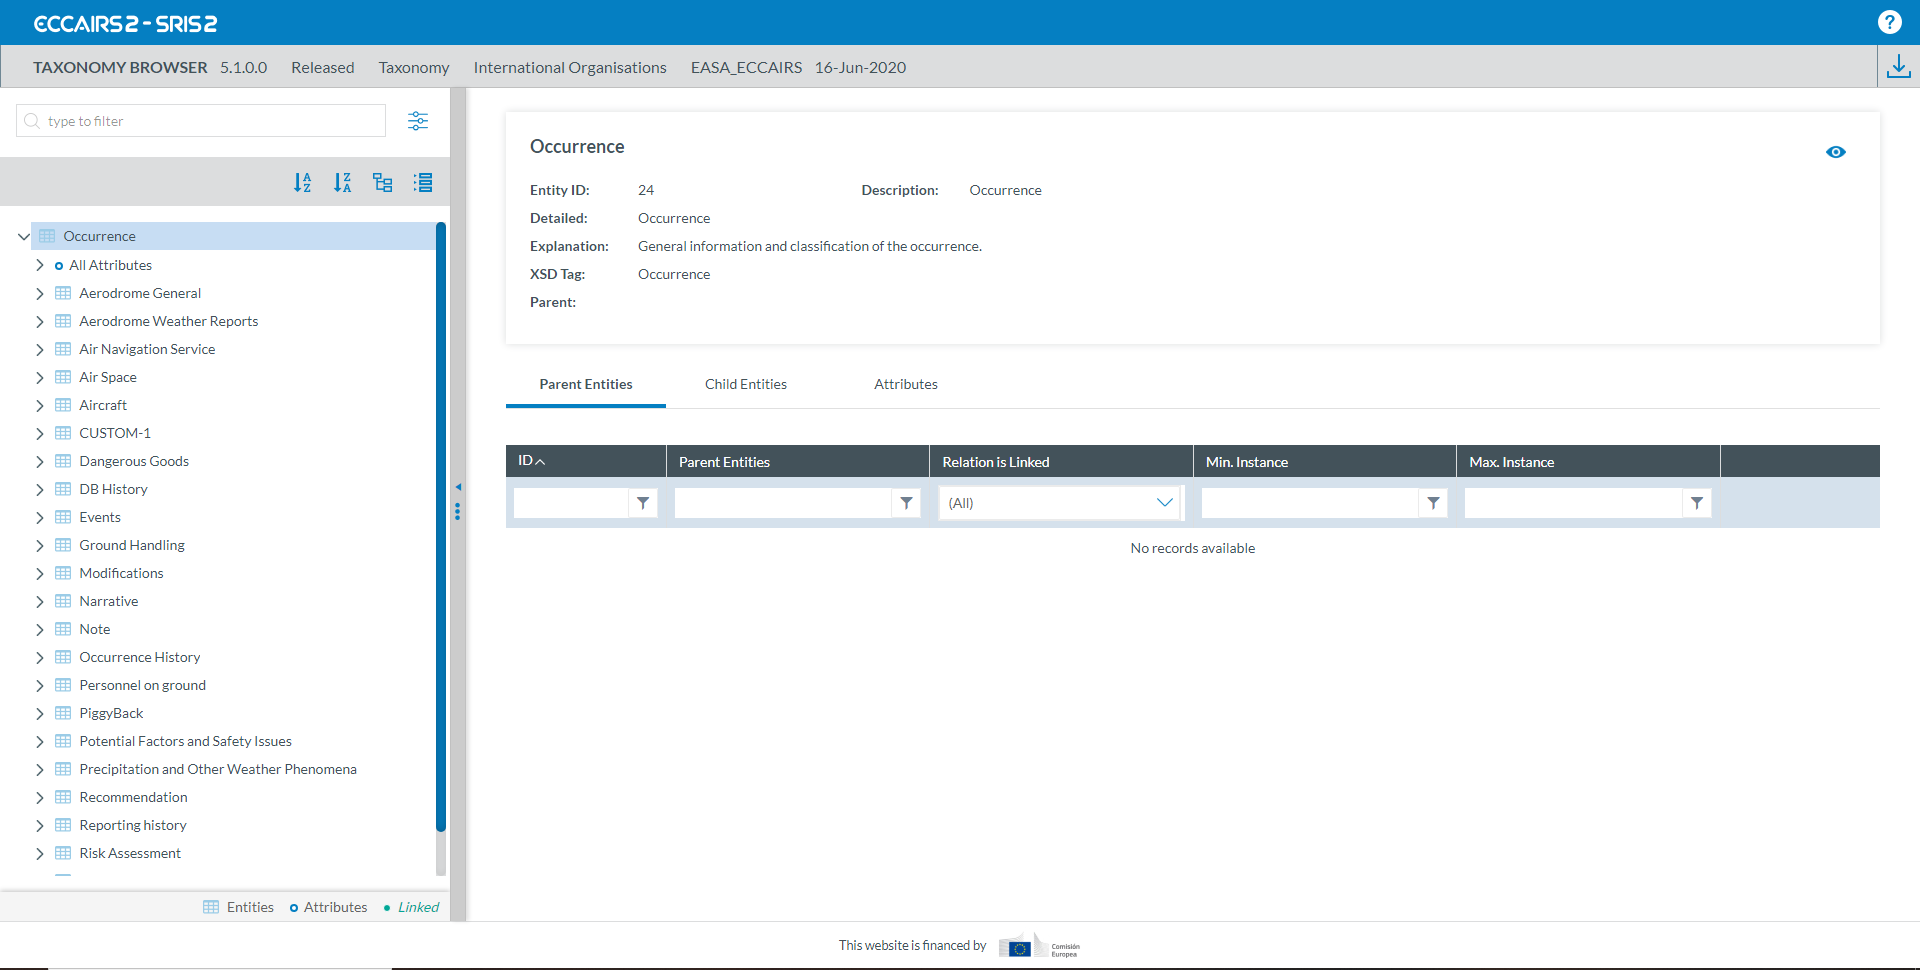 ECCAIRS 2 - SRIS 2
?
TAXONOMY BROWSER 5.1.0.0 Released Taxonomy International Organisations EASA_ECCAIRS 16-Jun-2020
type to filter
A Z Z A
Occurrence
All Attributes
Aerodrome General
Aerodrome Weather Reports
Air Navigation Service
Air Space
Aircraft
CUSTOM-1
Dangerous Goods
DB History
Events
Ground Handling
Modifications
Narrative
Note
Occurrence History
Personnel on ground
PiggyBack
Potential Factors and Safety Issues
Precipitation and Other Weather Phenomena
Recommendation
Reporting history
Risk Assessment
Entities Attributes Linked
Occurrence
Entity ID: 24 Description: Occurrence
Detailed: Occurrence
Explanation: General information and classification of the occurrence.
XSD Tag: Occurrence
Parent:
Parent Entities Child Entities Attributes
ID Parent Entities Relation is Linked Min. Instance Max. Instance
(All)
No records available
This website is financed by
Comisión
Europea